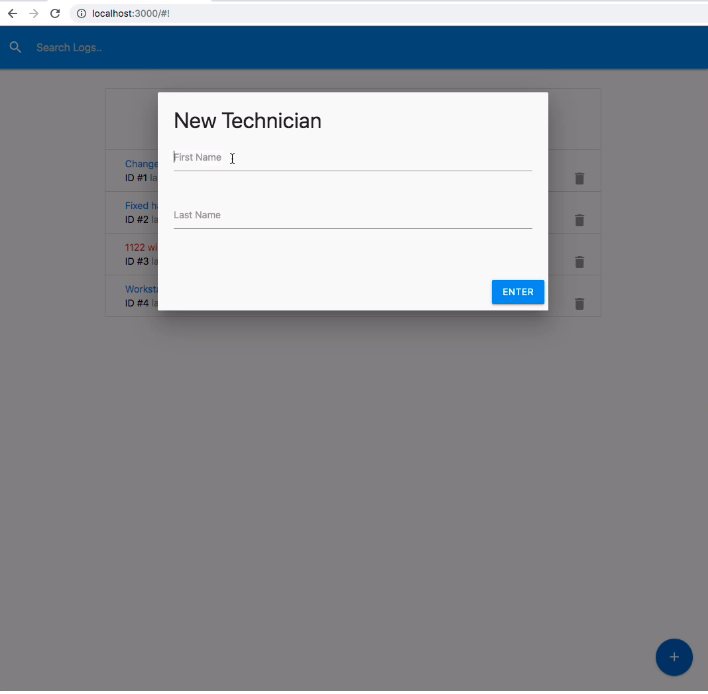 localhost:3000/#!
Search Logs..
New Technician
First Name
Last Name
ENTER
Change
ID #1 la
Fixed ha
ID #2 la
1122 wi
ID #3 la
Worksta
ID #4 la
+